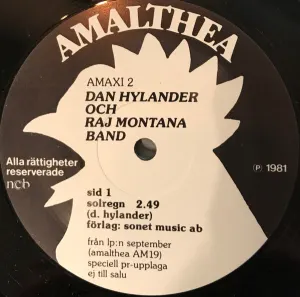 AMALTHEA
AMAXI 2
DAN HYLANDER
OCH
RAJ MONTANA
BAND
Alla rättigheter
reserverade
ncb
℗ 1981
sid 1
solregn 2.49
(d. hylander)
förlag: sonet music ab
från lp:n september
(amalthea AM19)
speciell pr-upplaga
ej till salu